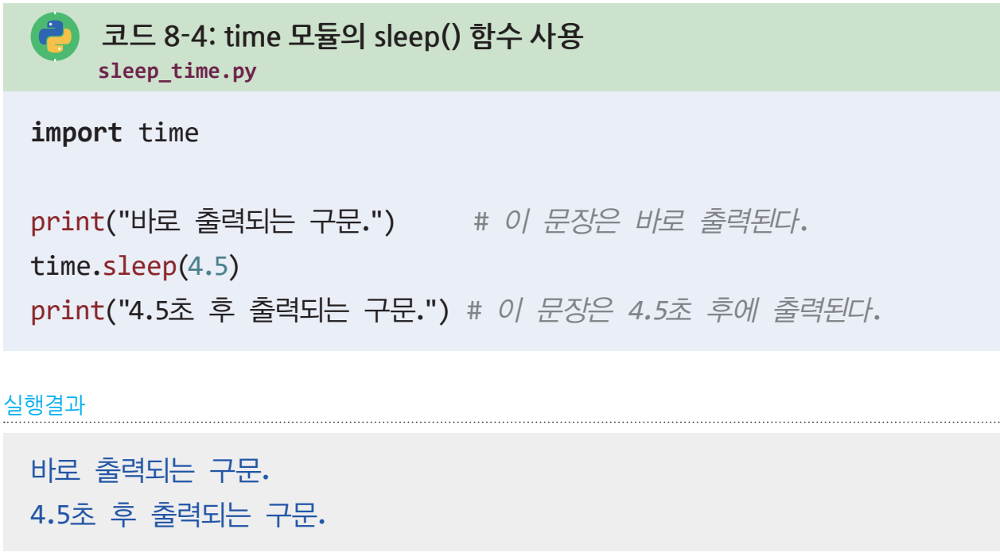 코드 8-4: time 모듈의 sleep() 함수 사용
sleep_time.py
import time
print("바로 출력되는 구문.") # 이 문장은 바로 출력된다.
time.sleep(4.5)
print("4.5초 후 출력되는 구문.") # 이 문장은 4.5초 후에 출력된다.
실행결과
바로 출력되는 구문.
4.5초 후 출력되는 구문.